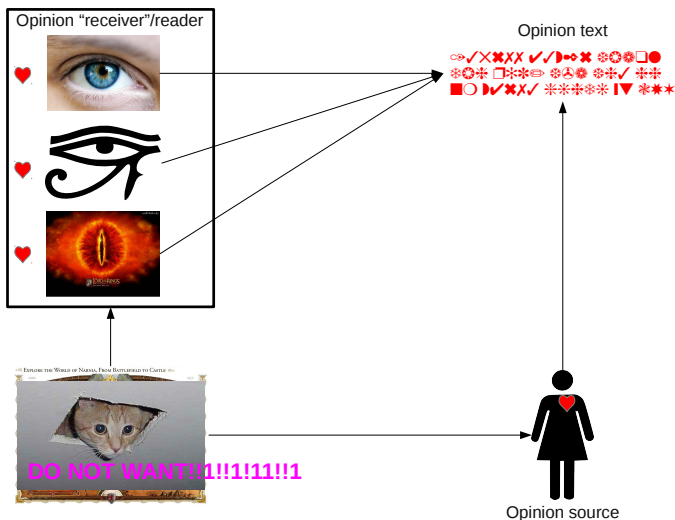 Opinion “receiver”/reader
Opinion text
EXPLORE THE WORLD OF NARNIA, FROM BATTLEFIELD TO CASTLE
DO NOT WANT!!1!!1!11!!1
Opinion source